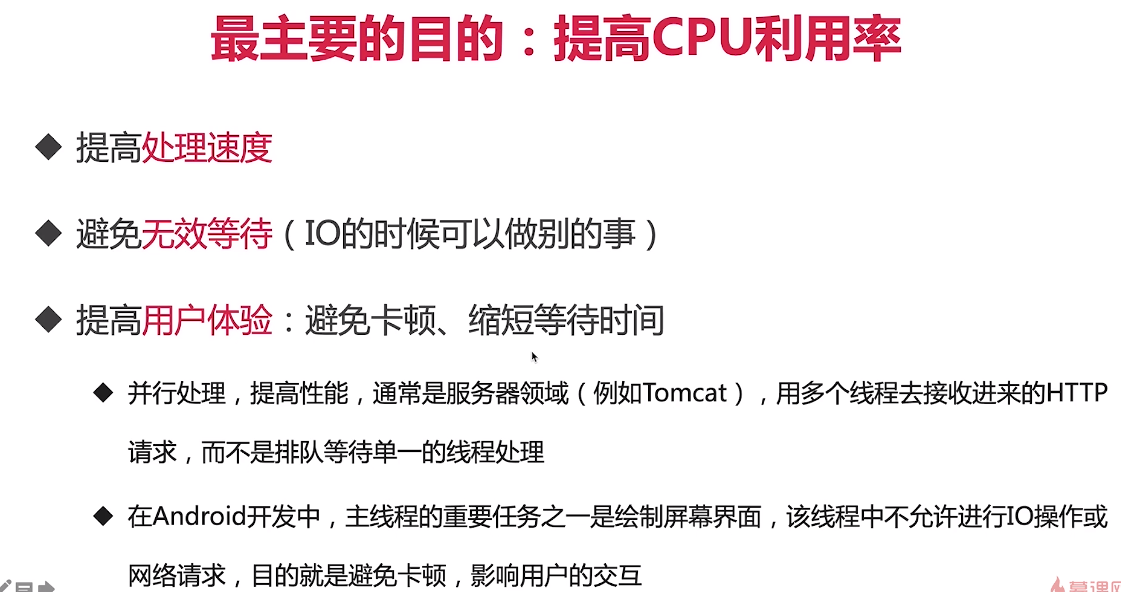 最主要的目的：提高CPU利用率
◆ 提高处理速度
◆ 避免无效等待（IO的时候可以做别的事）
◆ 提高用户体验：避免卡顿、缩短等待时间
◆ 并行处理，提高性能，通常是服务器领域（例如Tomcat），用多个线程去接收进来的HTTP
请求，而不是排队等待单一的线程处理
◆ 在Android开发中，主线程的重要任务之一是绘制屏幕界面，该线程中不允许进行IO操作或
网络请求，目的就是避免卡顿，影响用户的交互